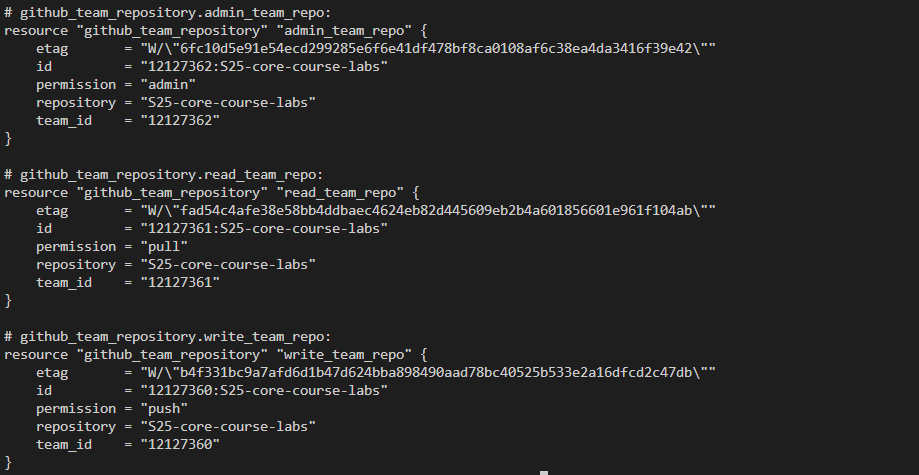 # github_team_repository.admin_team_repo:
resource "github_team_repository" "admin_team_repo" {
    etag       = "W/\"6fc10d5e91e54ecd299285e6f6e41df478bf8ca0108af6c38ea4da3416f39e42\""
    id         = "12127362:S25-core-course-labs"
    permission = "admin"
    repository = "S25-core-course-labs"
    team_id    = "12127362"
}

# github_team_repository.read_team_repo:
resource "github_team_repository" "read_team_repo" {
    etag       = "W/\"fad54c4afe38e58bb4ddbaec4624eb82d445609eb2b4a601856601e961f104ab\""
    id         = "12127361:S25-core-course-labs"
    permission = "pull"
    repository = "S25-core-course-labs"
    team_id    = "12127361"
}

# github_team_repository.write_team_repo:
resource "github_team_repository" "write_team_repo" {
    etag       = "W/\"b4f331bc9a7afd6d1b47d624bba898490aad78bc40525b533e2a16dfcd2c47db\""
    id         = "12127360:S25-core-course-labs"
    permission = "push"
    repository = "S25-core-course-labs"
    team_id    = "12127360"
}